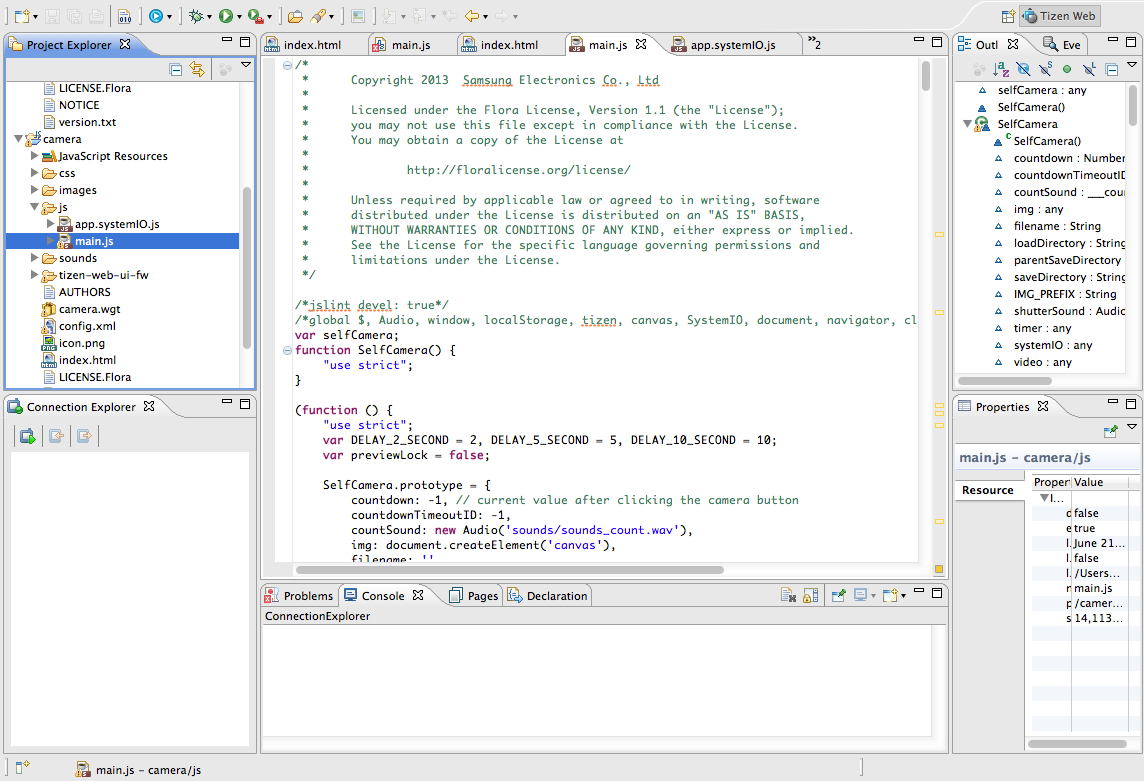 Tizen Web
Project Explorer
LICENSE.Flora
NOTICE
version.txt
camera
JavaScript Resources
css
images
js
app.systemIO.js
main.js
sounds
tizen-web-ui-fw
AUTHORS
camera.wgt
config.xml
icon.png
index.html
LICENSE.Flora
Connection Explorer
index.html
main.js
index.html
main.js
app.systemIO.js
»2
/*
*      Copyright 2013  Samsung Electronics Co., Ltd
*
*      Licensed under the Flora License, Version 1.1 (the "License");
*      you may not use this file except in compliance with the License.
*      You may obtain a copy of the License at
*
*              http://floralicense.org/license/
*
*      Unless required by applicable law or agreed to in writing, software
*      distributed under the License is distributed on an "AS IS" BASIS,
*      WITHOUT WARRANTIES OR CONDITIONS OF ANY KIND, either express or implied.
*      See the License for the specific language governing permissions and
*      limitations under the License.
*/
/*jslint devel: true*/
/*global $, Audio, window, localStorage, tizen, canvas, SystemIO, document, navigator, cl
var selfCamera;
function SelfCamera() {
"use strict";
}
(function () {
"use strict";
var DELAY_2_SECOND = 2, DELAY_5_SECOND = 5, DELAY_10_SECOND = 10;
var previewLock = false;
SelfCamera.prototype = {
countdown: -1, // current value after clicking the camera button
countdownTimeoutID: -1,
countSound: new Audio('sounds/sounds_count.wav'),
img: document.createElement('canvas'),
filename: ''
Problems
Console
Pages
Declaration
ConnectionExplorer
Outl
Eve
selfCamera : any
SelfCamera()
SelfCamera
SelfCamera()
countdown : Number
countdownTimeoutID
countSound : ___cou
img : any
filename : String
loadDirectory : String
parentSaveDirectory
saveDirectory : String
IMG_PREFIX : String
shutterSound : Audio
timer : any
systemIO : any
video : any
Properties
main.js – camera/js
Resource
Proper Value
I...
d false
e true
l. June 21...
l. false
l. /Users...
n main.js
p /camer...
s 14,113...
main.js – camera/js